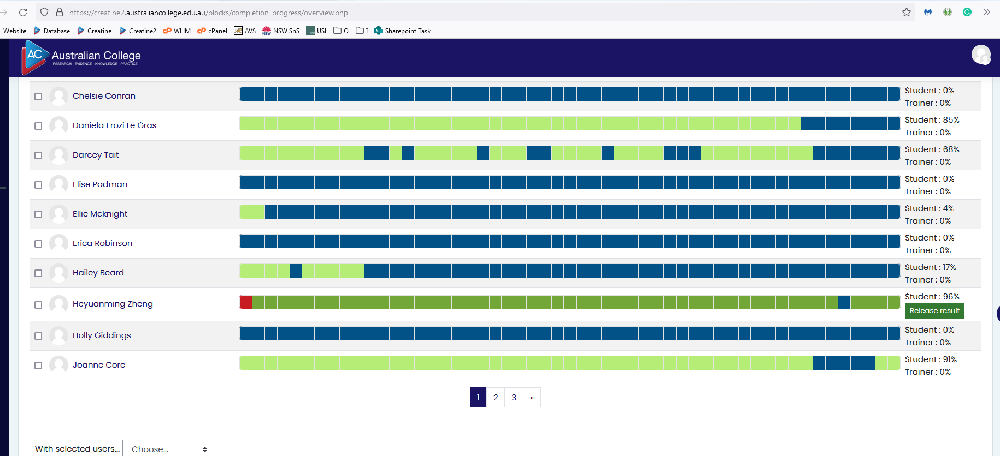 https://creatine2.australiancollege.edu.au/blocks/completion_progress/overview.php
Website Database Creatine Creatine2 cP WHM cP cPanel AVS NSW NSW SnS USI O I S Sharepoint Task
AC Australian College
RESEARCH - EVIDENCE - KNOWLEDGE - PRACTICE
Chelsie Conran Student : 0%
Trainer : 0%
Daniela Frozi Le Gras Student : 85%
Trainer : 0%
Darcey Tait Student : 68%
Trainer : 0%
Elise Padman Student : 0%
Trainer : 0%
Ellie Mcknight Student : 4%
Trainer : 0%
Erica Robinson Student : 0%
Trainer : 0%
Hailey Beard Student : 17%
Trainer : 0%
Heyuanming Zheng Student : 96%
Release result
Holly Giddings Student : 0%
Trainer : 0%
Joanne Core Student : 91%
Trainer : 0%
1 2 3 »
With selected users... Choose...